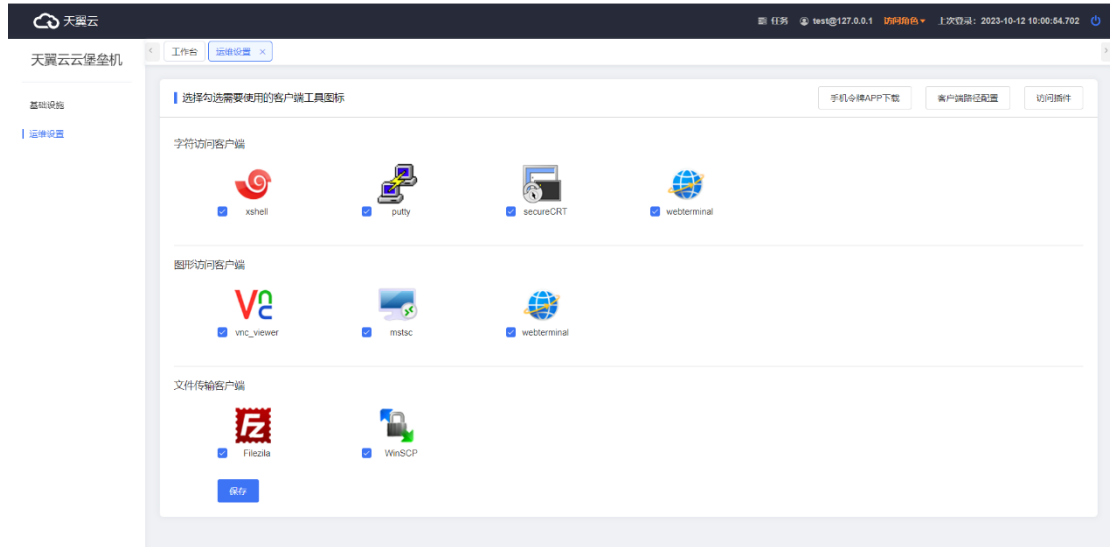 天翼云
任务 test@127.0.0.1 访问角色 上次登录：2023-10-12 10:00:54.702
天翼云云堡垒机
工作台 运维设置 ×
基础设施
运维设置
选择勾选需要使用的客户端工具图标
手机令牌APP下载 客户端路径配置 访问插件
字符访问客户端
xshell putty secureCRT webterminal
图形访问客户端
vnc_viewer mstsc webterminal
文件传输客户端
Filezila WinSCP
保存